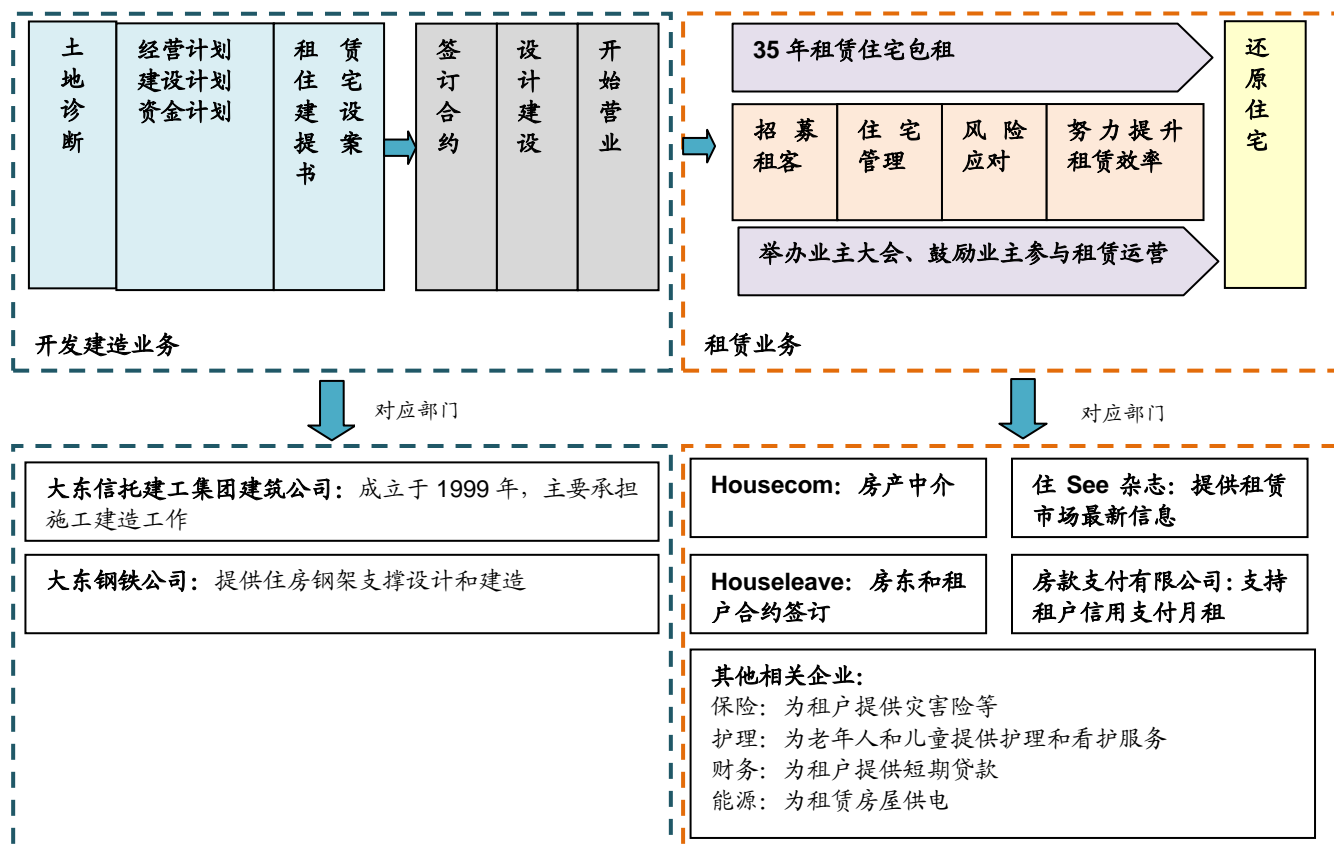 土地诊断
经营计划
建设计划
资金计划
租赁
住宅
建设
提案
书
签订合约
设计建设
开始营业
35 年租赁住宅包租
招募
租客
住宅
管理
风险
应对
努力提升
租赁效率
举办业主大会、鼓励业主参与租赁运营
还原住宅
开发建造业务
租赁业务
对应部门
对应部门
大东信托建工集团建筑公司：成立于 1999 年，主要承担
施工建造工作
大东钢铁公司：提供住房钢架支撑设计和建造
Housecom：房产中介
住 See 杂志：提供租赁
市场最新信息
Houseleave：房东和租
户合约签订
房款支付有限公司：支持
租户信用支付月租
其他相关企业：
保险：为租户提供灾害险等
护理：为老年人和儿童提供护理和看护服务
财务：为租户提供短期贷款
能源：为租赁房屋供电